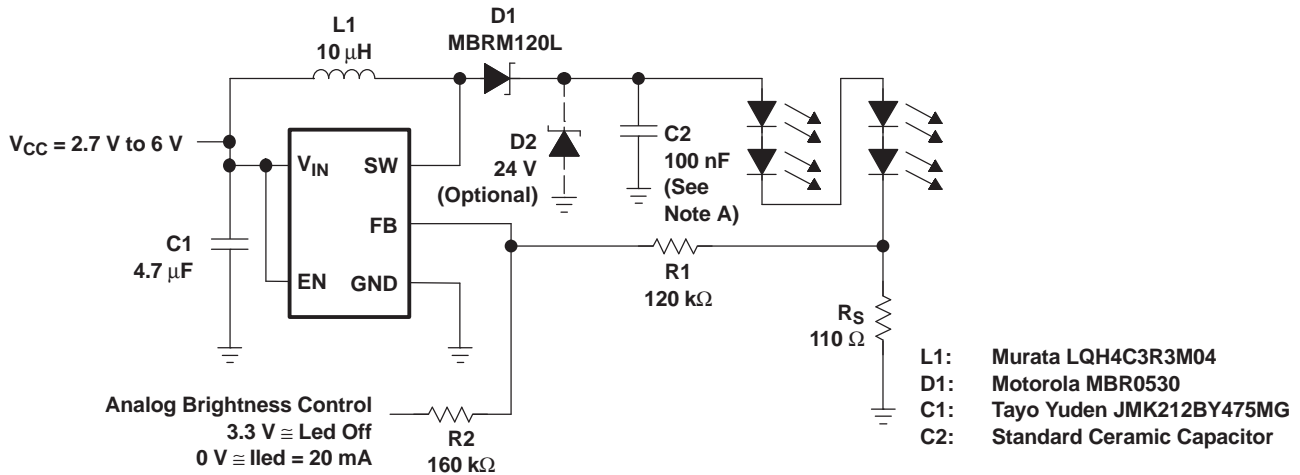 D1
MBRM120L
L1
10 μH
VCC = 2.7 V to 6 V
VIN
SW
FB
EN
GND
C1
4.7 μF
D2
24 V
(Optional)
C2
100 nF
(See
Note A)
R1
120 kΩ
RS
110 Ω
Analog Brightness Control
3.3 V ≅ Led Off
0 V ≅ Iled = 20 mA
R2
160 kΩ
L1: Murata LQH4C3R3M04
D1: Motorola MBR0530
C1: Tayo Yuden JMK212BY475MG
C2: Standard Ceramic Capacitor